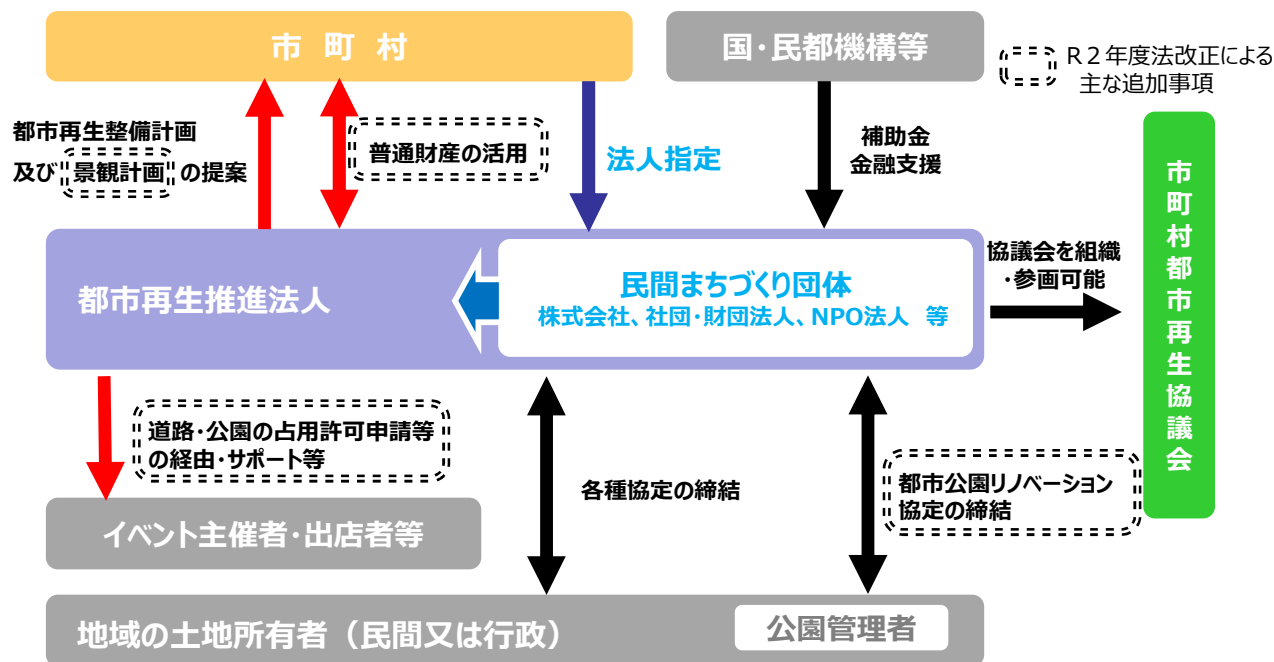 市 町 村
国・民都機構等
R２年度法改正による
主な追加事項
都市再生整備計画
及び 景観計画 の提案
普通財産の活用
法人指定
補助金
金融支援
市町村都市再生協議会
都市再生推進法人
民間まちづくり団体
株式会社、社団・財団法人、NPO法人 等
協議会を組織
・参画可能
道路・公園の占用許可申請等
の経由・サポート等
各種協定の締結
都市公園リノベーション
協定の締結
イベント主催者・出店者等
地域の土地所有者（民間又は行政）
公園管理者